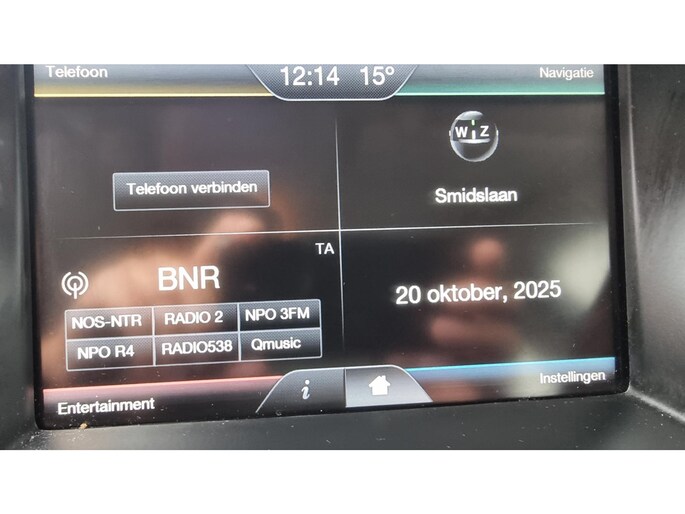 Telefoon
12:14 15°
Navigatie
Telefoon verbinden
W Z
Smidslaan
TA
BNR
NOS-NTR RADIO 2 NPO 3FM
NPO R4 RADIO538 Qmusic
20 oktober, 2025
Entertainment
i
Instellingen